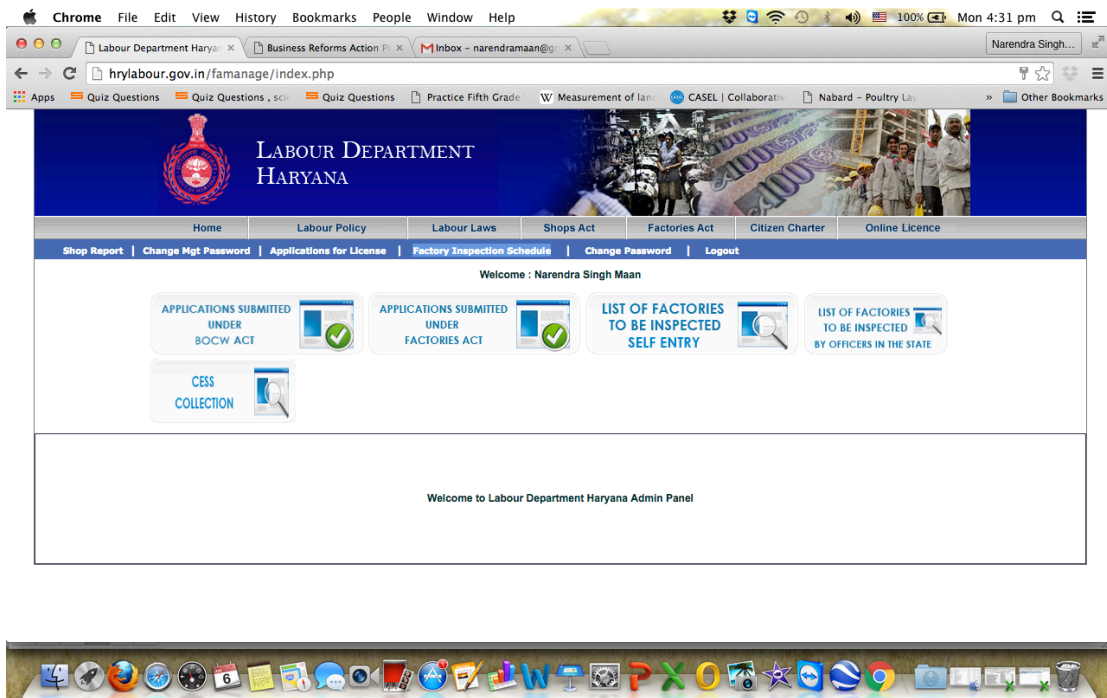 Chrome File Edit View History Bookmarks People Window Help 100% Mon 4:31 pm
Labour Department Haryan Business Reforms Action Pl Inbox – narendramaan@gm Narendra Singh...
hrylabour.gov.in/famanage/index.php
Apps Quiz Questions Quiz Questions , scie Quiz Questions Practice Fifth Grade W Measurement of land CASEL | Collaborative Nabard – Poultry Lay » Other Bookmarks
LABOUR DEPARTMENT
HARYANA
Home Labour Policy Labour Laws Shops Act Factories Act Citizen Charter Online Licence
Shop Report | Change Mgt Password | Applications for License | Factory Inspection Schedule | Change Password | Logout
Welcome : Narendra Singh Maan
APPLICATIONS SUBMITTED
UNDER
BOCW ACT
APPLICATIONS SUBMITTED
UNDER
FACTORIES ACT
LIST OF FACTORIES
TO BE INSPECTED
SELF ENTRY
LIST OF FACTORIES
TO BE INSPECTED
BY OFFICERS IN THE STATE
CESS
COLLECTION
Welcome to Labour Department Haryana Admin Panel
6